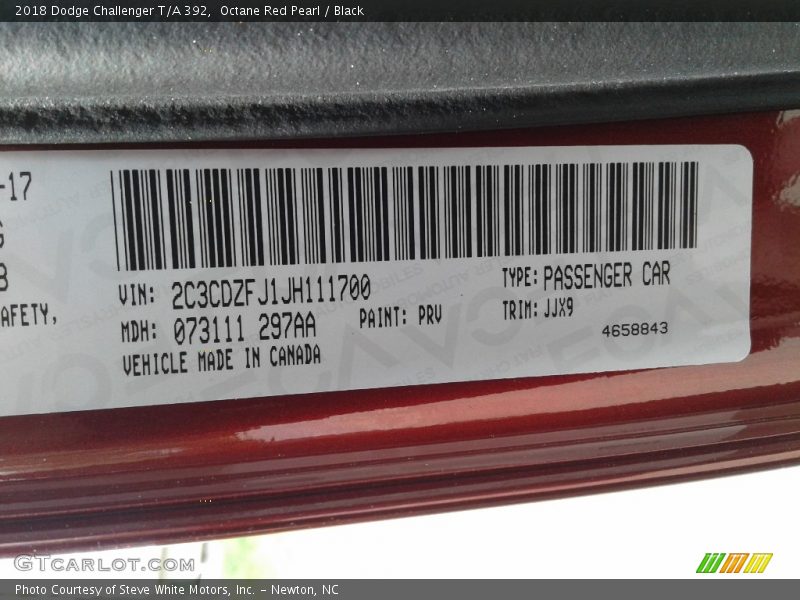 2018 Dodge Challenger T/A 392, Octane Red Pearl / Black
-17
AFETY,
VIN: 2C3CDZFJ1JH111700
TYPE: PASSENGER CAR
MDH: 073111 297AA
PAINT: PRV
TRIM: JJX9
4658843
VEHICLE MADE IN CANADA
GTCARLOT.COM
Photo Courtesy of Steve White Motors, Inc. - Newton, NC